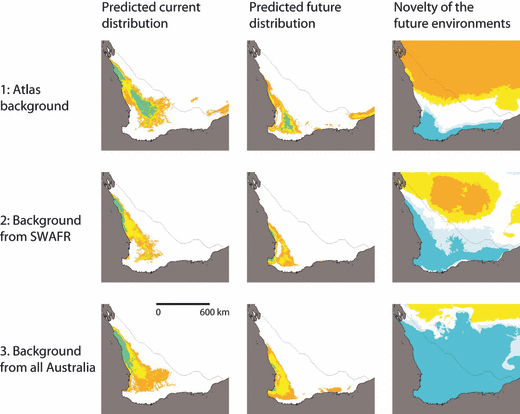 Predicted current
distribution
Predicted future
distribution
Novelty of the
future environments
1: Atlas
background
2: Background
from SWAFR
3. Background
from all Australia
0 600 km